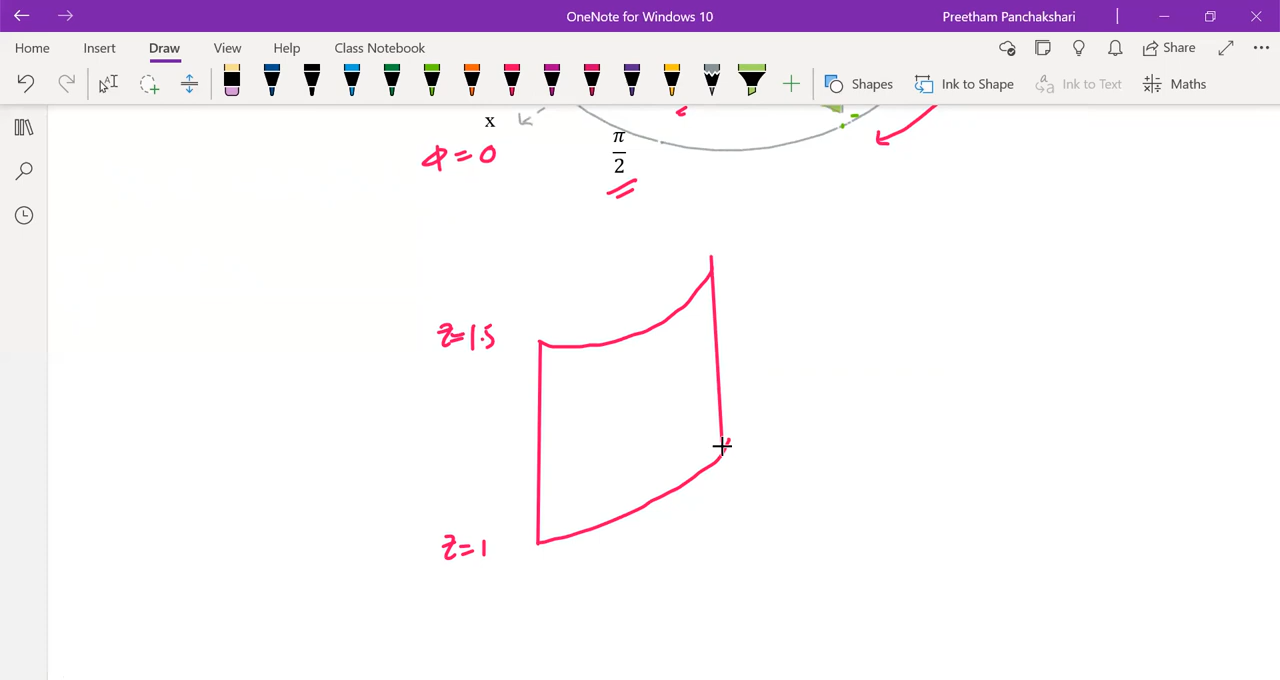 OneNote for Windows 10
Preetham Panchakshari
Home Insert Draw View Help Class Notebook Share
Shapes Ink to Shape Ink to Text Maths
x
π
2
φ = 0
z=1.5
z=1